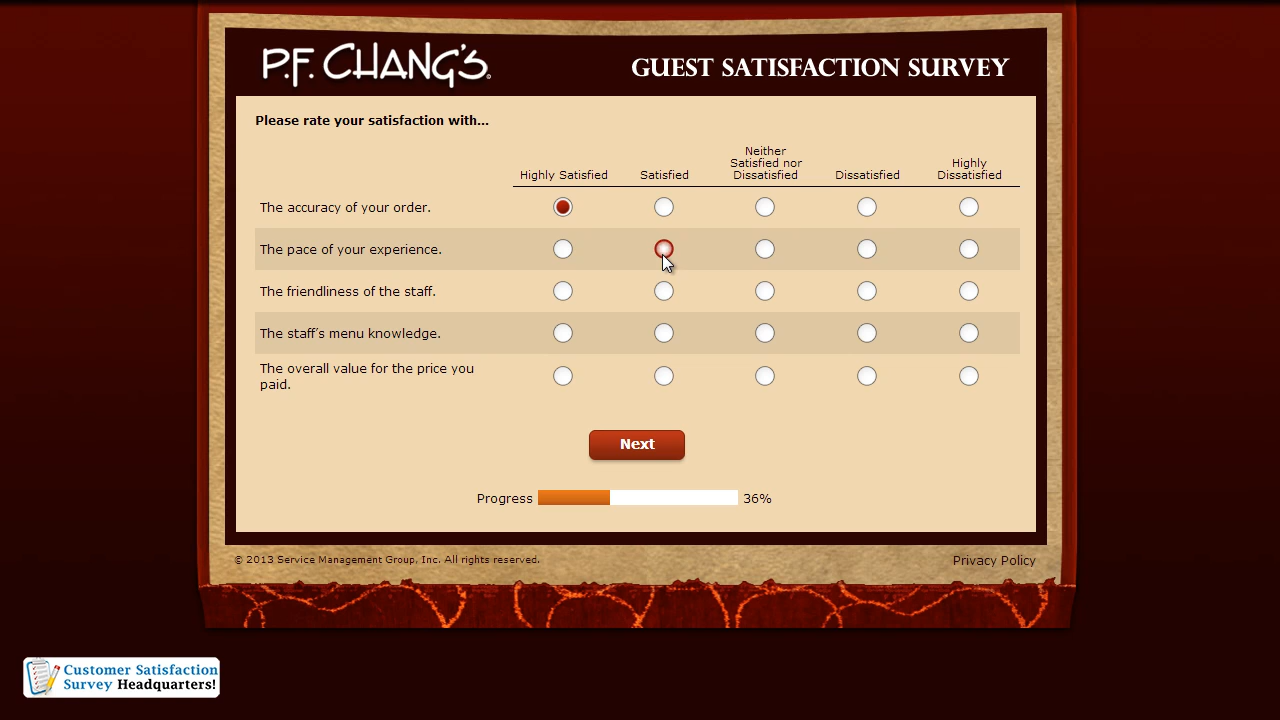 P.F. CHANG'S®
GUEST SATISFACTION SURVEY
Please rate your satisfaction with...
Highly Satisfied
Satisfied
Neither
Satisfied nor
Dissatisfied
Dissatisfied
Highly
Dissatisfied
The accuracy of your order.
The pace of your experience.
The friendliness of the staff.
The staff's menu knowledge.
The overall value for the price you
paid.
Next
Progress 36%
© 2013 Service Management Group, Inc. All rights reserved.
Privacy Policy
Customer Satisfaction
Survey Headquarters!